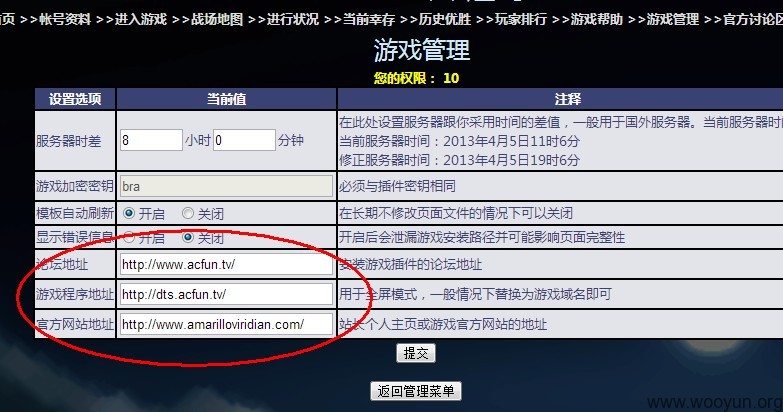 页 >>帐号资料 >>进入游戏 >>战场地图 >>进行状况 >>当前幸存 >>历史优胜 >>玩家排行 >>游戏帮助 >>游戏管理 >>官方讨论区
游戏管理
您的权限： 10
设置选项 当前值 注释
服务器时差 8 小时 0 分钟 在此处设置服务器跟你采用时间的差值，一般用于国外服务器。当前服务器时间
当前服务器时间：2013年4月5日11时6分
修正服务器时间：2013年4月5日19时6分
游戏加密密钥 bra 必须与插件密钥相同
模板自动刷新 开启 关闭 在长期不修改页面文件的情况下可以关闭
显示错误信息 开启 关闭 开启后会泄漏游戏安装路径并可能影响页面完整性
论坛地址 http://www.acfun.tv/ 安装游戏插件的论坛地址
游戏程序地址 http://dts.acfun.tv/ 用于全屏模式，一般情况下替换为游戏域名即可
官方网站地址 http://www.amarilloviridian.com/ 站长个人主页或游戏官方网站的地址
提交
返回管理菜单
www.wooyun.org